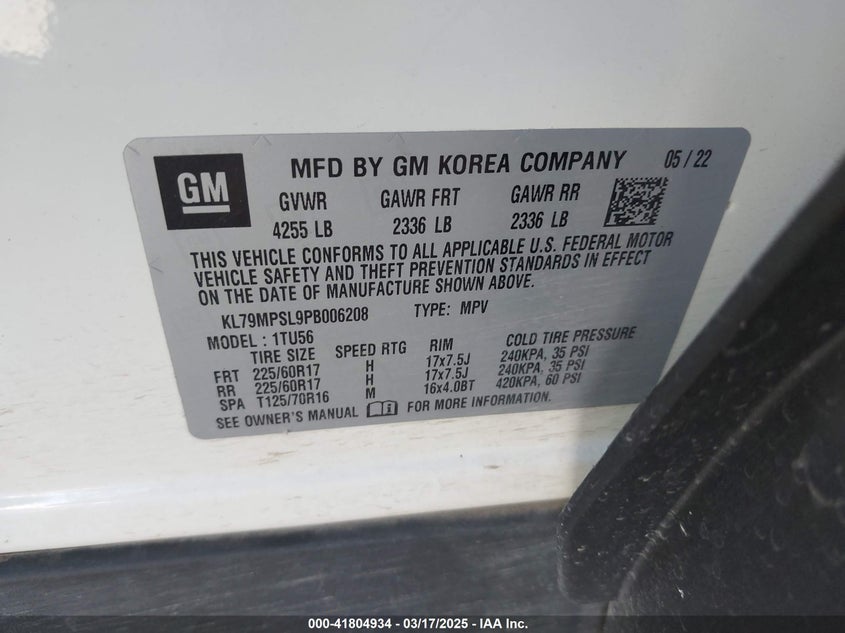 GM
MFD BY GM KOREA COMPANY 05 / 22
GVWR GAWR FRT GAWR RR
4255 LB 2336 LB 2336 LB
THIS VEHICLE CONFORMS TO ALL APPLICABLE U.S. FEDERAL MOTOR
VEHICLE SAFETY AND THEFT PREVENTION STANDARDS IN EFFECT
ON THE DATE OF MANUFACTURE SHOWN ABOVE.
KL79MPSL9PB006208 TYPE: MPV
MODEL: 1TU56
TIRE SIZE SPEED RTG RIM COLD TIRE PRESSURE
FRT 225/60R17 H 17x7.5J 240KPA, 35 PSI
RR 225/60R17 H 17x7.5J 240KPA, 35 PSI
SPA T125/70R16 M 16x4.0BT 420KPA, 60 PSI
SEE OWNER'S MANUAL FOR MORE INFORMATION.
000-41804934 - 03/17/2025 - IAA Inc.